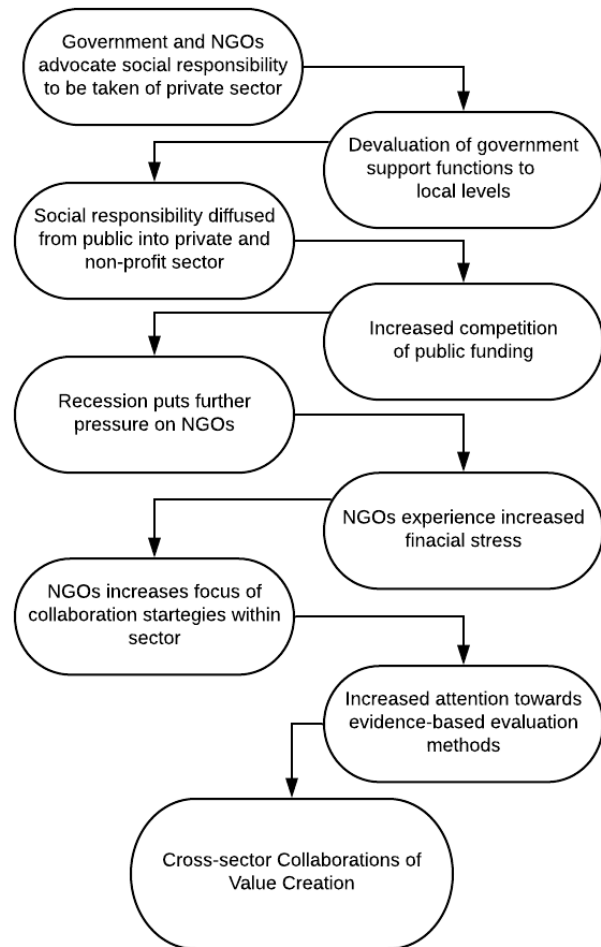 Government and NGOs
advocate social responsibility
to be taken of private sector
Devaluation of government
support functions to
local levels
Social responsibility diffused
from public into private and
non-profit sector
Increased competition
of public funding
Recession puts further
pressure on NGOs
NGOs experience increased
finacial stress
NGOs increases focus of
collaboration startegies within
sector
Increased attention towards
evidence-based evaluation
methods
Cross-sector Collaborations of
Value Creation